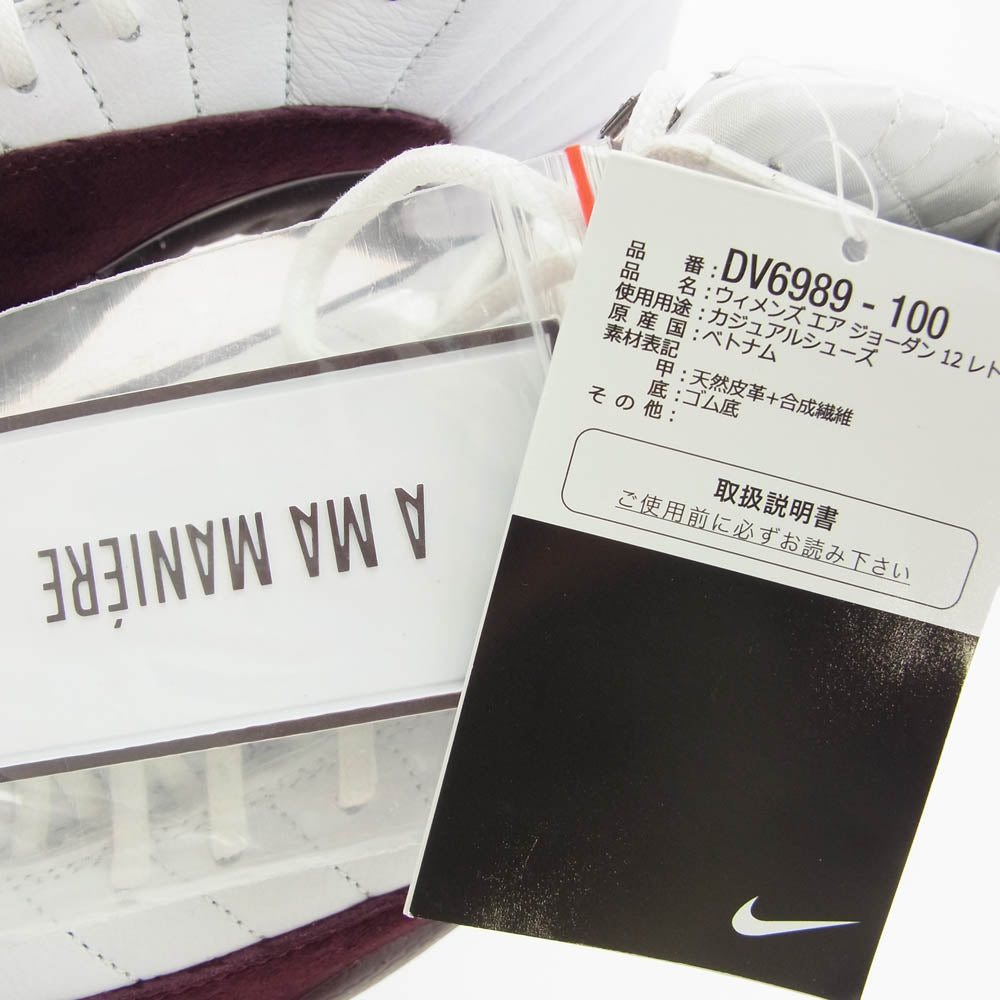 A MA MANIÉRE
品番：DV6989 - 100
品名：ウィメンズ エア ジョーダン 12 レト
使用用途：カジュアルシューズ
原産国：ベトナム
素材表記
甲：天然皮革＋合成繊維
底：ゴム底
その他：
取扱説明書
ご使用前に必ずお読み下さい